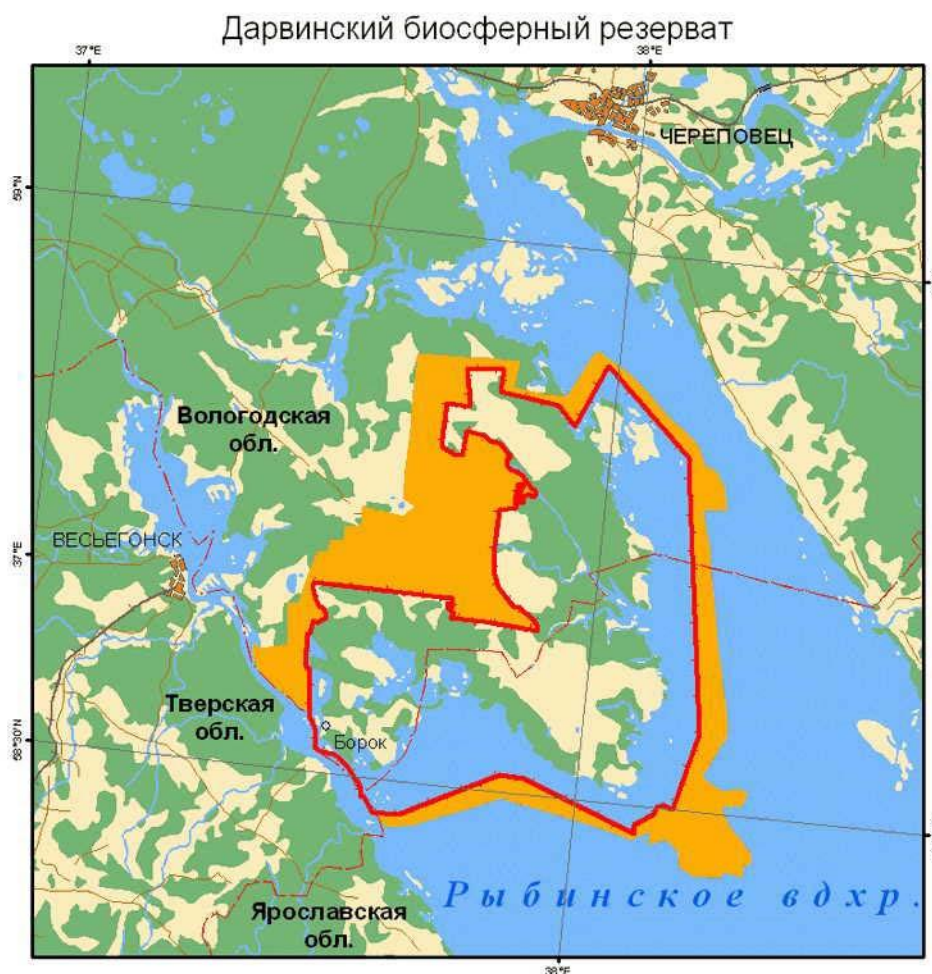 Дарвинский биосферный резерват
37°E
38°E
ЧЕРЕПОВЕЦ
59°N
Вологодская
обл.
ВЕСЬЕГОНСК
37°E
Тверская
обл.
Борок
58°30'N
Рыбинское вдхр.
Ярославская
обл.
38°E